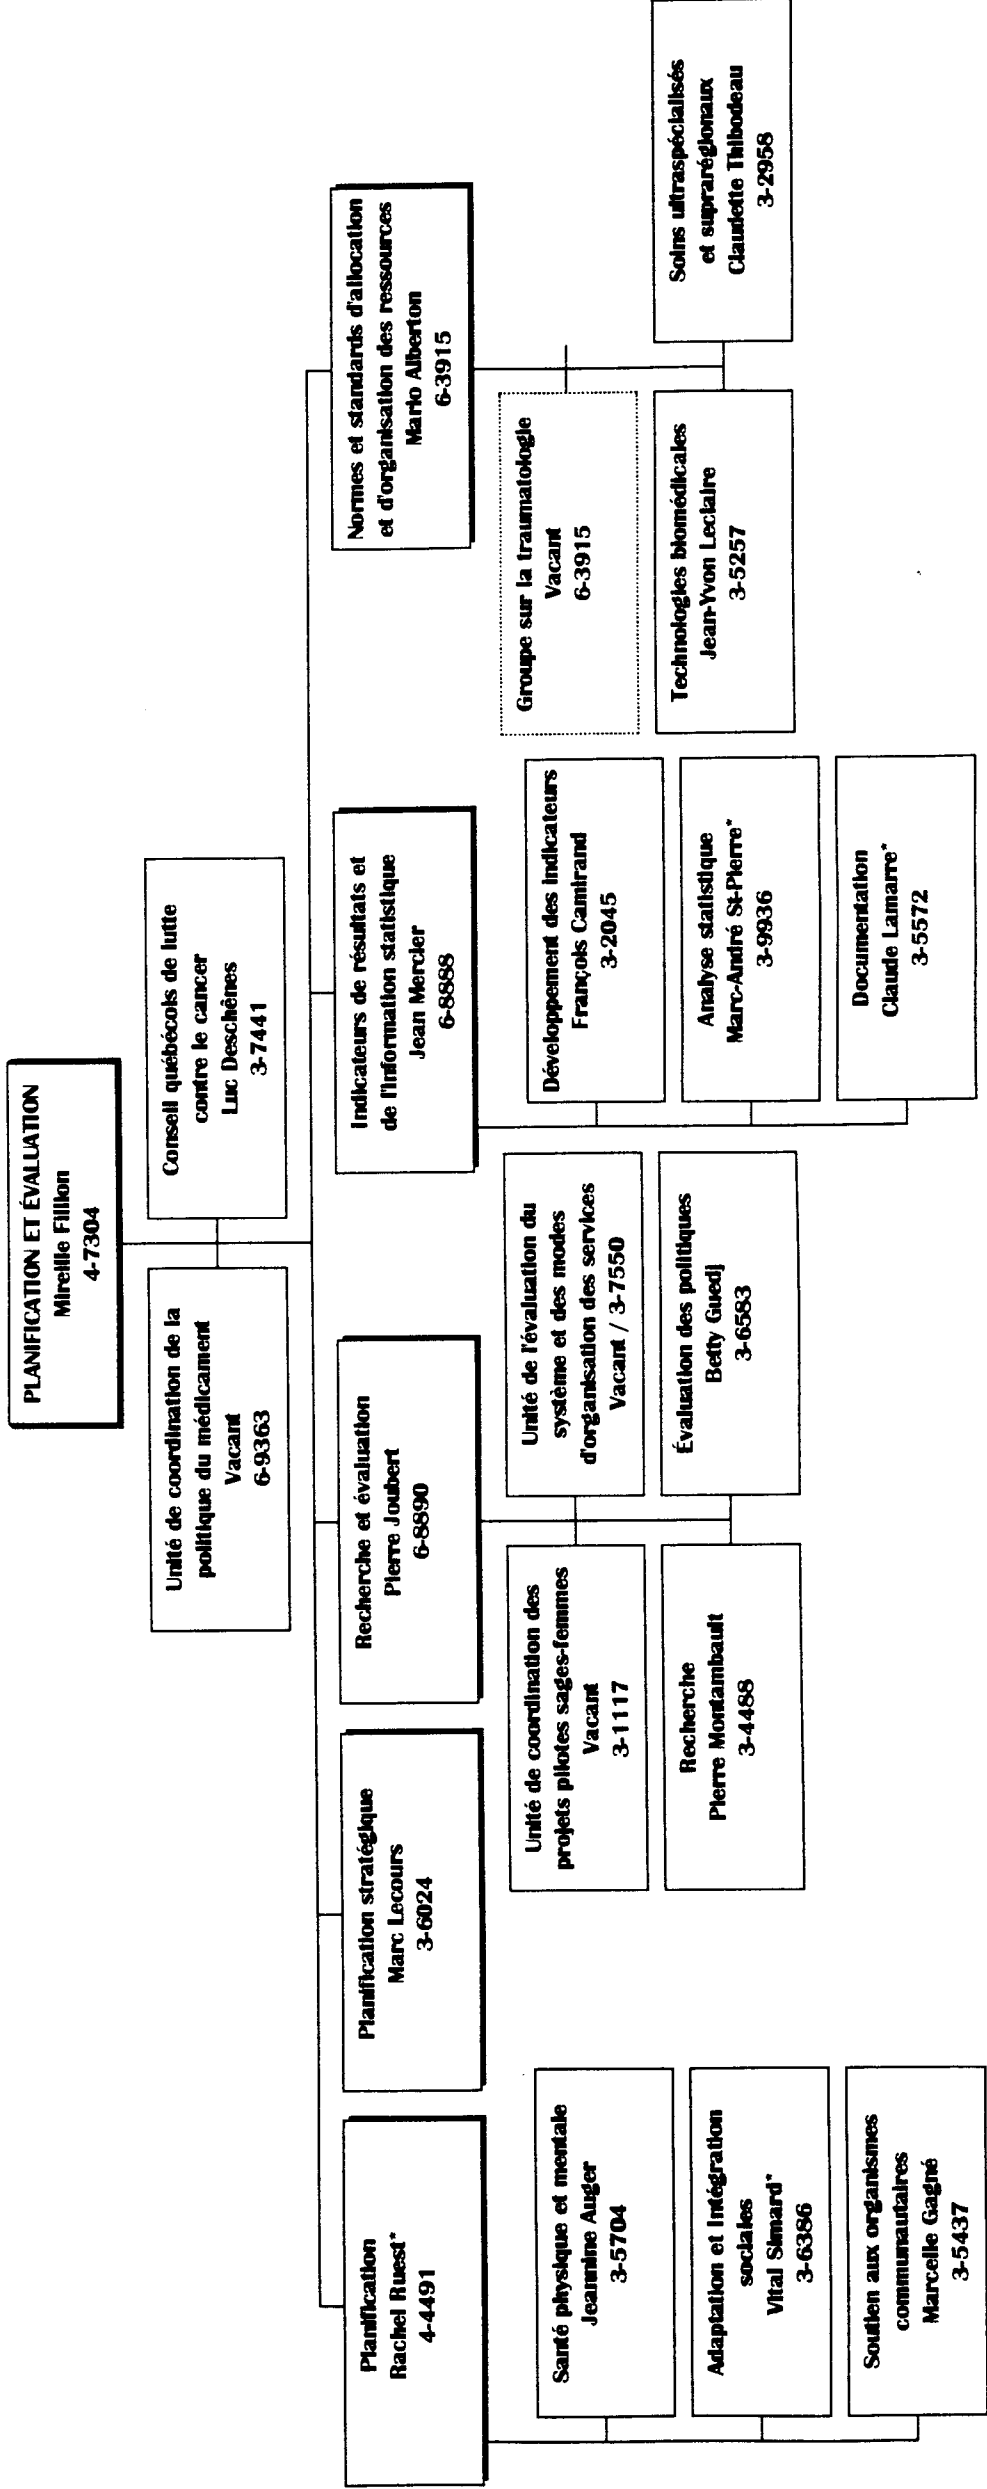 PLANIFICATION ET ÉVALUATION
Mireille Fillion
4-7304
Unité de coordination de la
politique du médicament
Vacant
6-9363
Conseil québécois de lutte
contre le cancer
Luc Deschênes
3-7441
Planification
Rachel Ruest*
4-4491
Planification stratégique
Marc Lecours
3-6024
Recherche et évaluation
Pierre Joubert
6-8890
Indicateurs de résultats et
de l'information statistique
Jean Mercier
6-8888
Normes et standards d'allocation
et d'organisation des ressources
Mario Alberton
6-3915
Santé physique et mentale
Jeannine Auger
3-5704
Adaptation et intégration
sociales
Vital Simard*
3-6386
Soutien aux organismes
communautaires
Marcelle Gagné
3-5437
Unité de coordination des
projets pilotes sages-femmes
Vacant
3-1117
Unité de l'évaluation du
système et des modes
d'organisation des services
Vacant / 3-7550
Recherche
Pierre Montambault
3-4488
Évaluation des politiques
Betty Guedj
3-6583
Développement des indicateurs
François Camirand
3-2045
Analyse statistique
Marc-André St-Pierre*
3-9936
Documentation
Claude Lamarre*
3-5572
Groupe sur la traumatologie
Vacant
6-3915
Technologies biomédicales
Jean-Yvon Leclaire
3-5257
Soins ultraspécialisés
et suprarégionaux
Claudette Thibodeau
3-2958